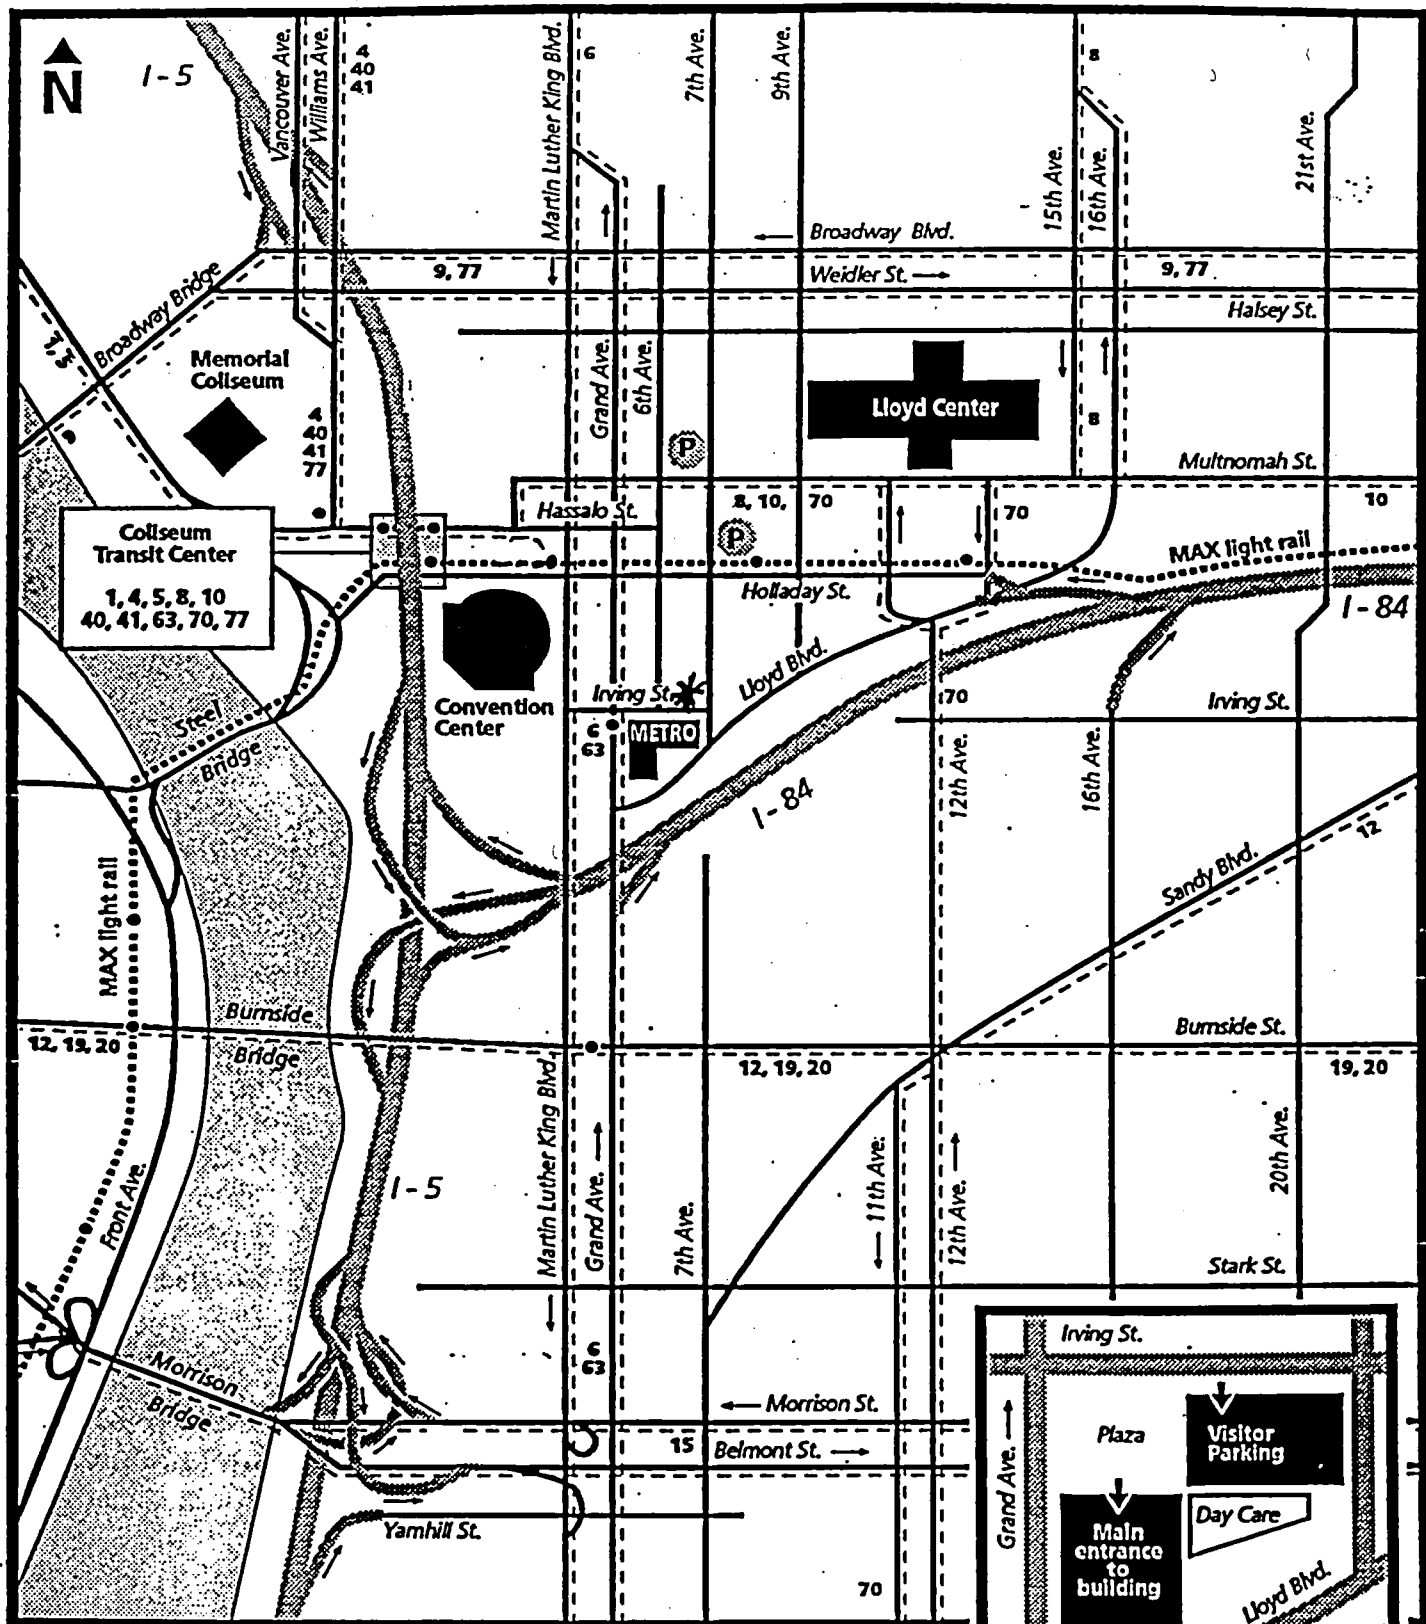 N
I-5
Vancouver Ave.
Williams Ave.
4
40
41
Martin Luther King Blvd.
6
7th Ave.
9th Ave.
8
15th Ave.
16th Ave.
21st Ave.
Broadway Blvd.
9, 77
Weidler St.
9, 77
Halsey St.
Broadway Bridge
1, 5
Memorial
Coliseum
4
40
41
77
Grand Ave.
6th Ave.
P
Lloyd Center
8
Multnomah St.
Hassalo St.
8, 10, 70
70
10
P
MAX light rail
Coliseum
Transit Center
1, 4, 5, 8, 10
40, 41, 63, 70, 77
Holladay St.
I-84
Convention
Center
Irving St.
Lloyd Blvd.
METRO
6
63
70
Irving St.
Steel
Bridge
I-84
12th Ave.
16th Ave.
12
Sandy Blvd.
MAX light rail
Burnside
Bridge
12, 19, 20
Burnside St.
12, 19, 20
19, 20
Front Ave.
I-5
Martin Luther King Blvd.
Grand Ave.
7th Ave.
11th Ave.
12th Ave.
20th Ave.
Stark St.
Morrison
Bridge
6
63
Morrison St.
15
Belmont St.
Yamhill St.
70
Irving St.
Grand Ave.
Plaza
Visitor
Parking
Day Care
Main
entrance
to
building
Lloyd Blvd.